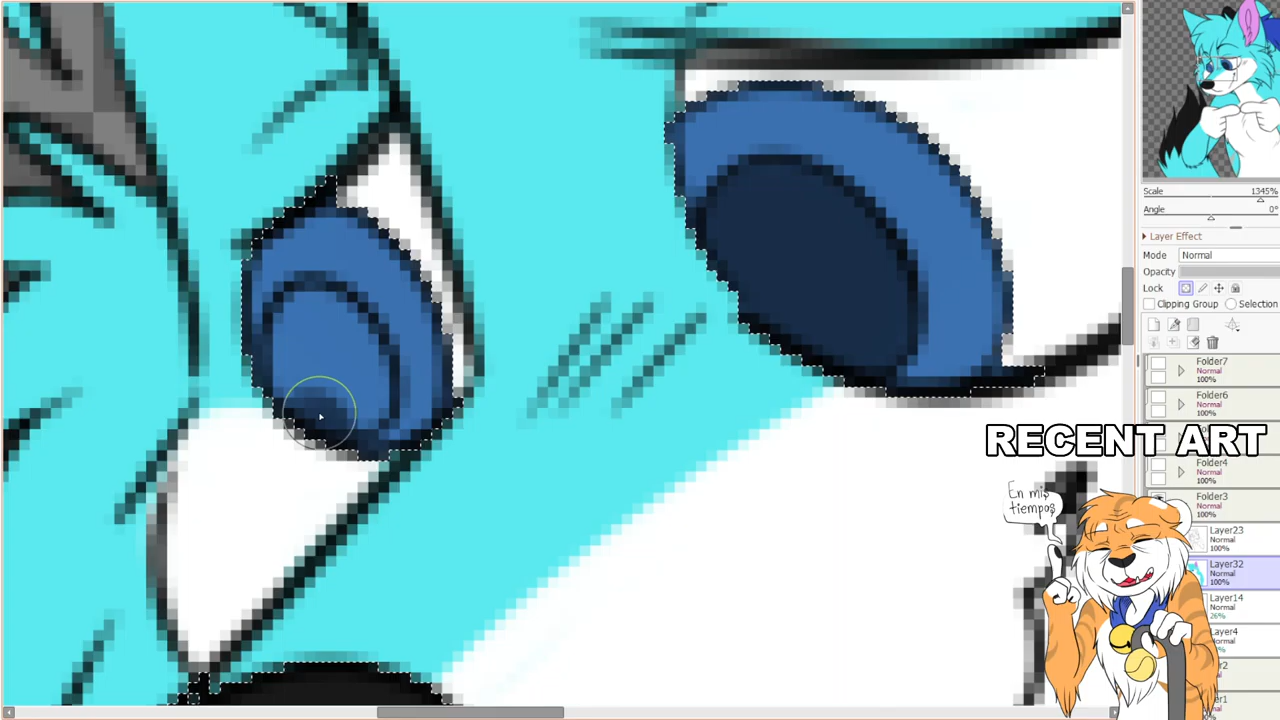 Scale
1345%
Angle
0°
Layer Effect
Mode
Normal
Opacity
Lock
Clipping Group
Selection
Folder7
Normal
100%
Folder6
Normal
100%
RECENT ART
Folder4
Normal
100%
Folder3
Normal
100%
En mis
tiempos
Layer23
Normal
100%
Layer32
Normal
100%
Layer14
Normal
26%
Layer4
Normal